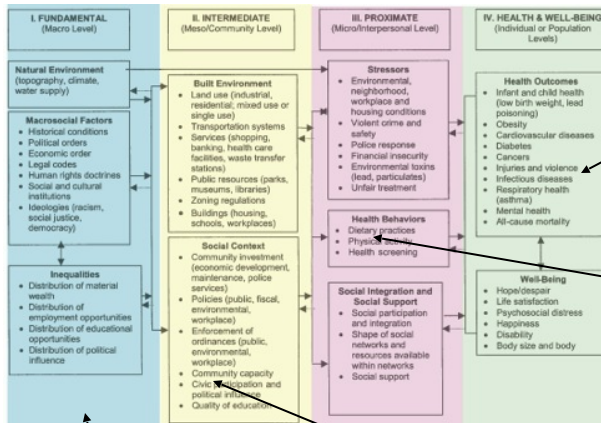 I. FUNDAMENTAL
(Macro Level)
Natural Environment
(topography, climate,
water supply)
Macrosocial Factors
• Historical conditions
• Political orders
• Economic order
• Legal codes
• Human rights doctrines
• Social and cultural
institutions
• Ideologies (racism,
social justice,
democracy)
Inequalities
• Distribution of material
wealth
• Distribution of
employment opportunities
• Distribution of educational
opportunities
• Distribution of political
influence
II. INTERMEDIATE
(Meso/Community Level)
Built Environment
• Land use (industrial,
residential; mixed use or
single use)
• Transportation systems
• Services (shopping,
banking, health care
facilities, waste transfer
stations)
• Public resources (parks,
museums, libraries)
• Zoning regulations
• Buildings (housing,
schools, workplaces)
Social Context
• Community investment
(economic development,
maintenance, police
services)
• Policies (public, fiscal,
environmental,
workplace)
• Enforcement of
ordinances (public,
environmental,
workplace)
• Community capacity
• Civic participation and
political influence
• Quality of education
III. PROXIMATE
(Micro/Interpersonal Level)
Stressors
• Environmental,
neighborhood,
workplace and
housing conditions
• Violent crime and
safety
• Police response
• Financial insecurity
• Environmental toxins
(lead, particulates)
• Unfair treatment
Health Behaviors
• Dietary practices
• Physical activity
• Health screening
Social Integration and
Social Support
• Social participation
and integration
• Shape of social
networks and
resources available
within networks
• Social support
IV. HEALTH & WELL-BEING
(Individual or Population
Levels)
Health Outcomes
• Infant and child health
(low birth weight, lead
poisoning)
• Obesity
• Cardiovascular diseases
• Diabetes
• Cancers
• Injuries and violence
• Infectious diseases
• Respiratory health
(asthma)
• Mental health
• All-cause mortality
Well-Being
• Hope/despair
• Life satisfaction
• Psychosocial distress
• Happiness
• Disability
• Body size and body